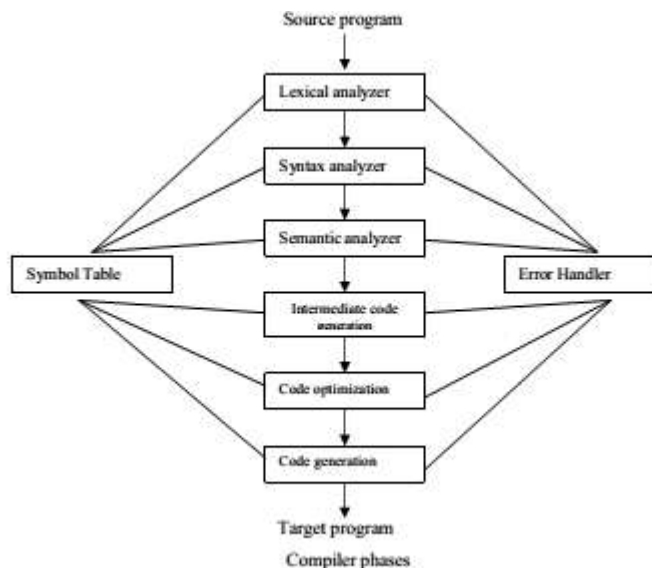 Source program
Lexical analyzer
Syntax analyzer
Semantic analyzer
Symbol Table
Error Handler
Intermediate code
generation
Code optimization
Code generation
Target program
Compiler phases